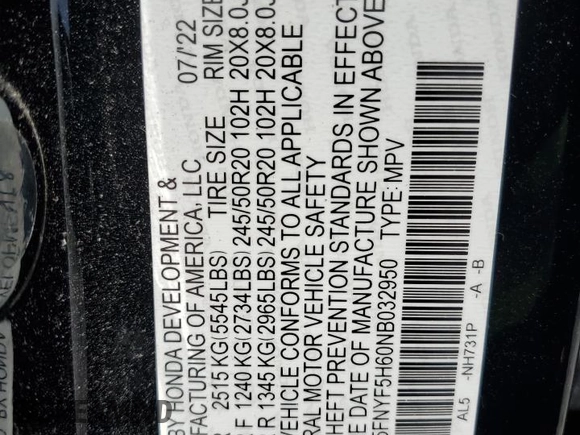 BY HONDA DEVELOPMENT & 07/'22
FACTURING OF AMERICA, LLC
2515 KG(5545LBS) TIRE SIZE RIM SIZE
F 1240 KG(2734LBS) 245/50R20 102H 20X8.0J
R 1345 KG(2965LBS) 245/50R20 102H 20X8.0J
VEHICLE CONFORMS TO ALL APPLICABLE
RAL MOTOR VEHICLE SAFETY
HEFT PREVENTION STANDARDS IN EFFECT
E DATE OF MANUFACTURE SHOWN ABOVE
5FNYF5H60NB032950 TYPE: MPV
AL5 -NH731P -A -B